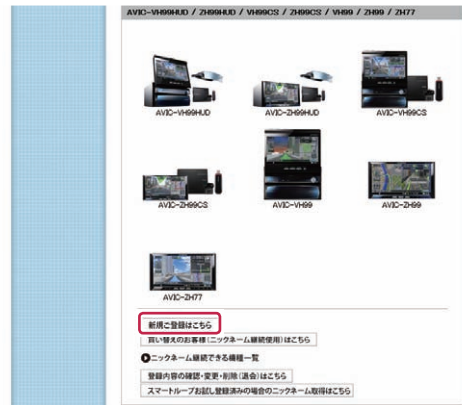 AVIC-VH99HUD / ZH99HUD / VH99CS / ZH99CS / VH99 / ZH99 / ZH77
AVIC-VH99HUD
AVIC-ZH99HUD
AVIC-VH99CS
AVIC-ZH99CS
AVIC-VH99
AVIC-ZH99
AVIC-ZH77
新規ご登録はこちら
買い替えのお客様(ニックネーム継続使用)はこちら
ニックネーム継続できる機種一覧
登録内容の確認・変更・削除(退会)はこちら
スマートループお試し登録済みの場合のニックネーム取得はこちら